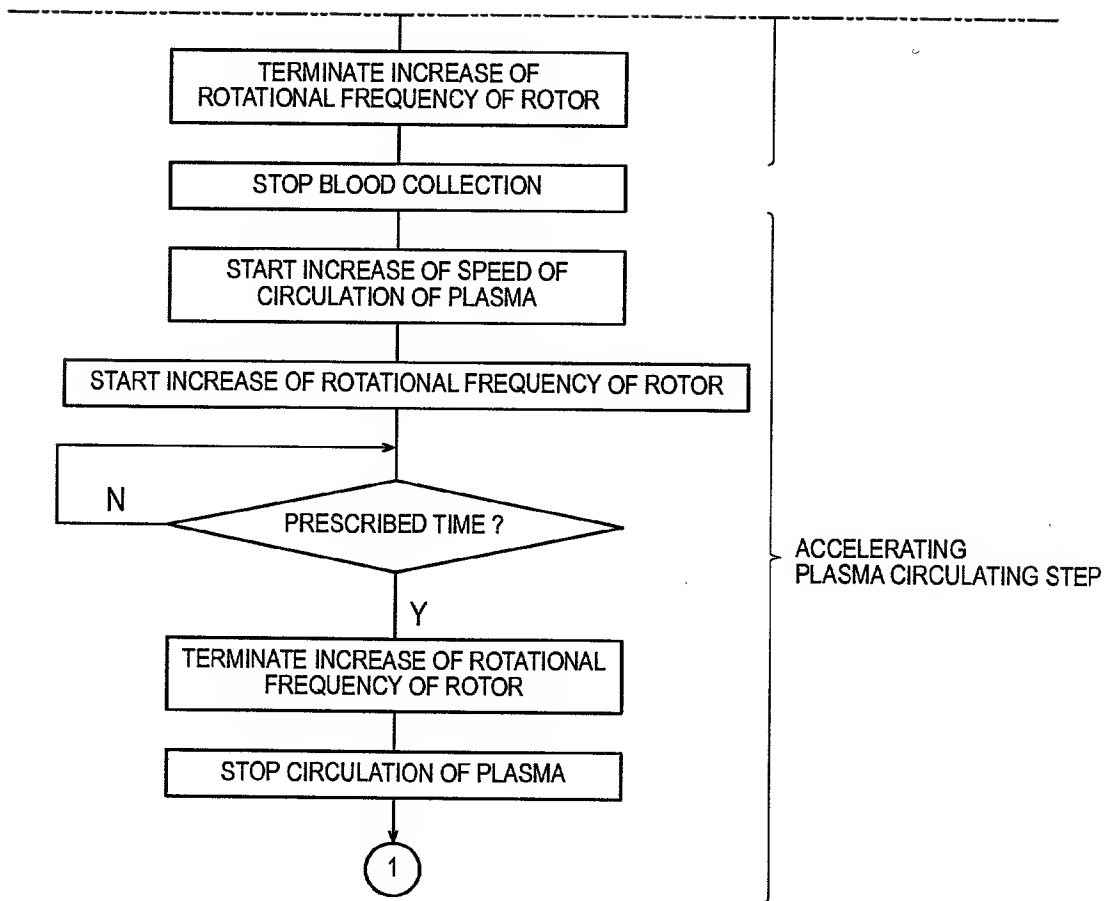 TERMINATE INCREASE OF
ROTATIONAL FREQUENCY OF ROTOR
STOP BLOOD COLLECTION
START INCREASE OF SPEED OF
CIRCULATION OF PLASMA
START INCREASE OF ROTATIONAL FREQUENCY OF ROTOR
N
PRESCRIBED TIME ?
Y
ACCELERATING
PLASMA CIRCULATING STEP
TERMINATE INCREASE OF ROTATIONAL
FREQUENCY OF ROTOR
STOP CIRCULATION OF PLASMA
1